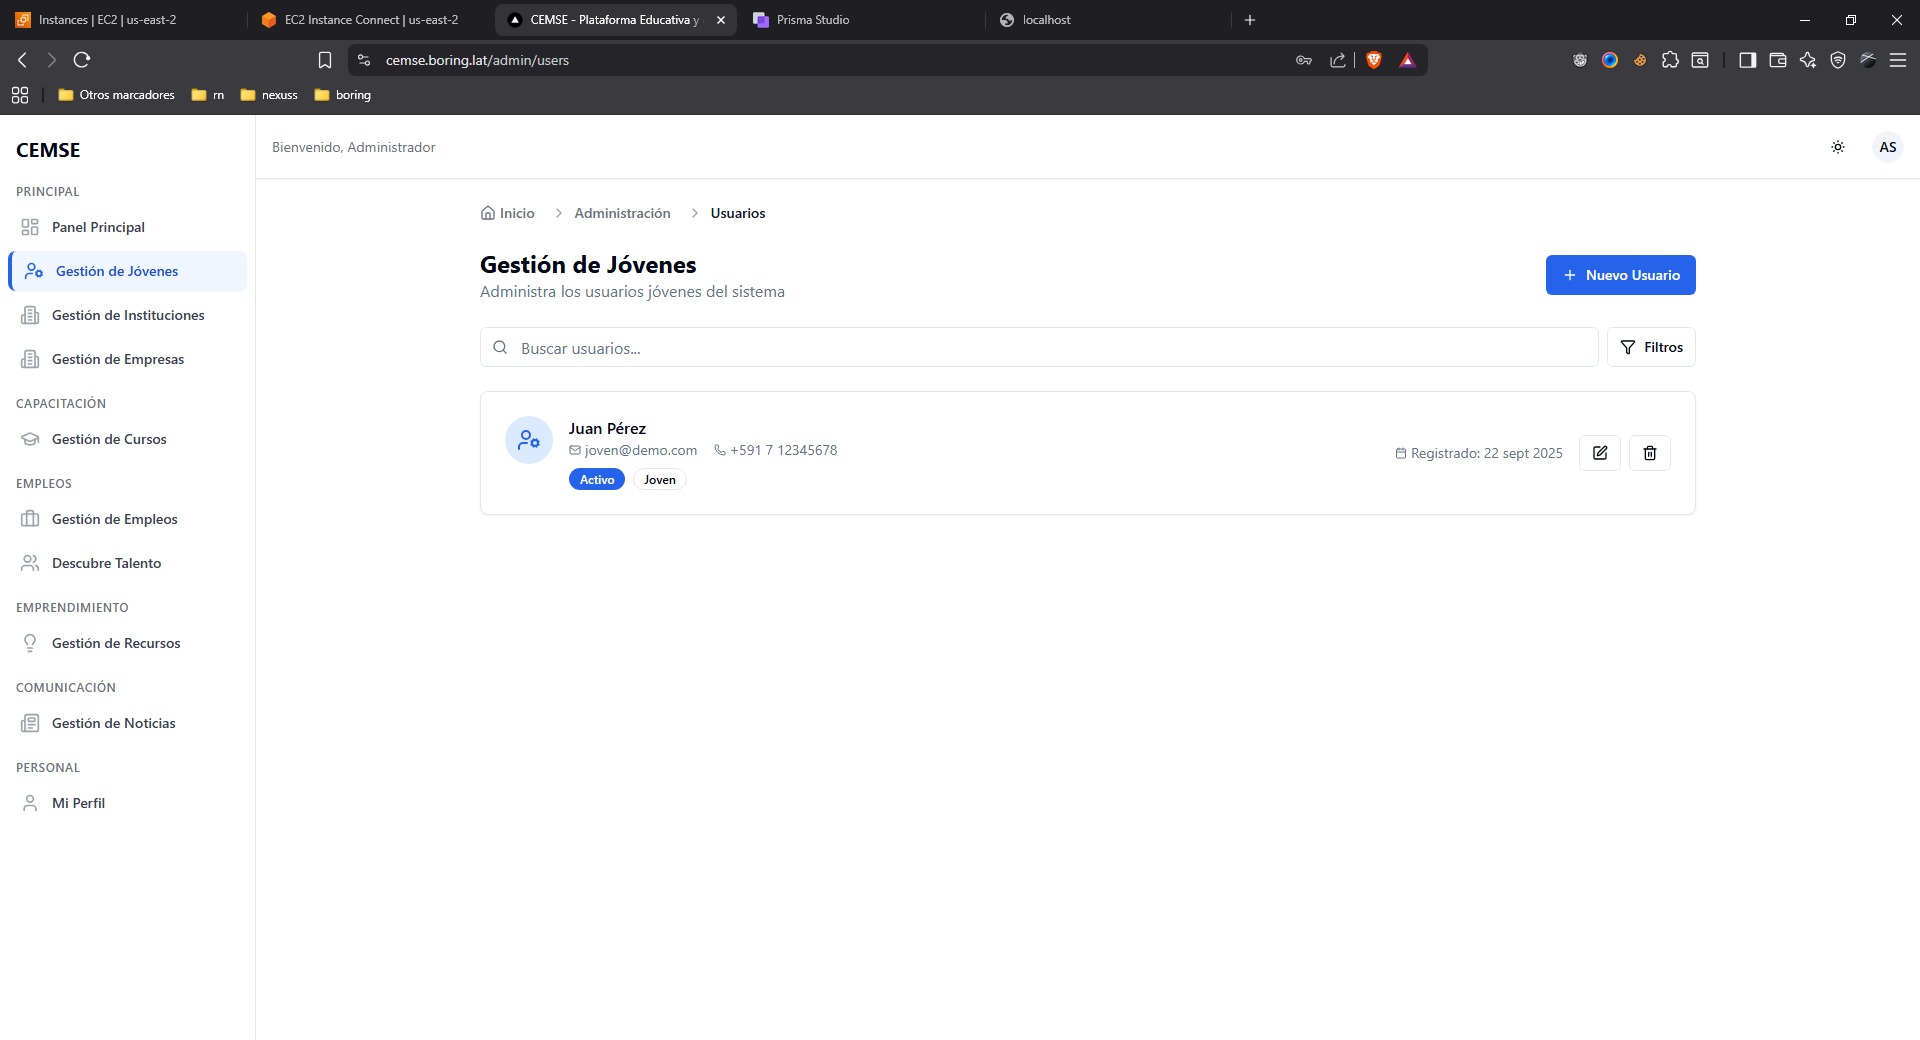 Instances | EC2 | us-east-2
EC2 Instance Connect | us-east-2
CEMSE - Plataforma Educativa y
Prisma Studio
localhost
cemse.boring.lat/admin/users
Otros marcadores
rn
nexuss
boring
CEMSE
PRINCIPAL
Panel Principal
Gestión de Jóvenes
Gestión de Instituciones
Gestión de Empresas
CAPACITACIÓN
Gestión de Cursos
EMPLEOS
Gestión de Empleos
Descubre Talento
EMPRENDIMIENTO
Gestión de Recursos
COMUNICACIÓN
Gestión de Noticias
PERSONAL
Mi Perfil
Bienvenido, Administrador
AS
Inicio
Administración
Usuarios
Gestión de Jóvenes
Administra los usuarios jóvenes del sistema
Nuevo Usuario
Buscar usuarios...
Filtros
Juan Pérez
joven@demo.com
+591 7 12345678
Activo
Joven
Registrado: 22 sept 2025